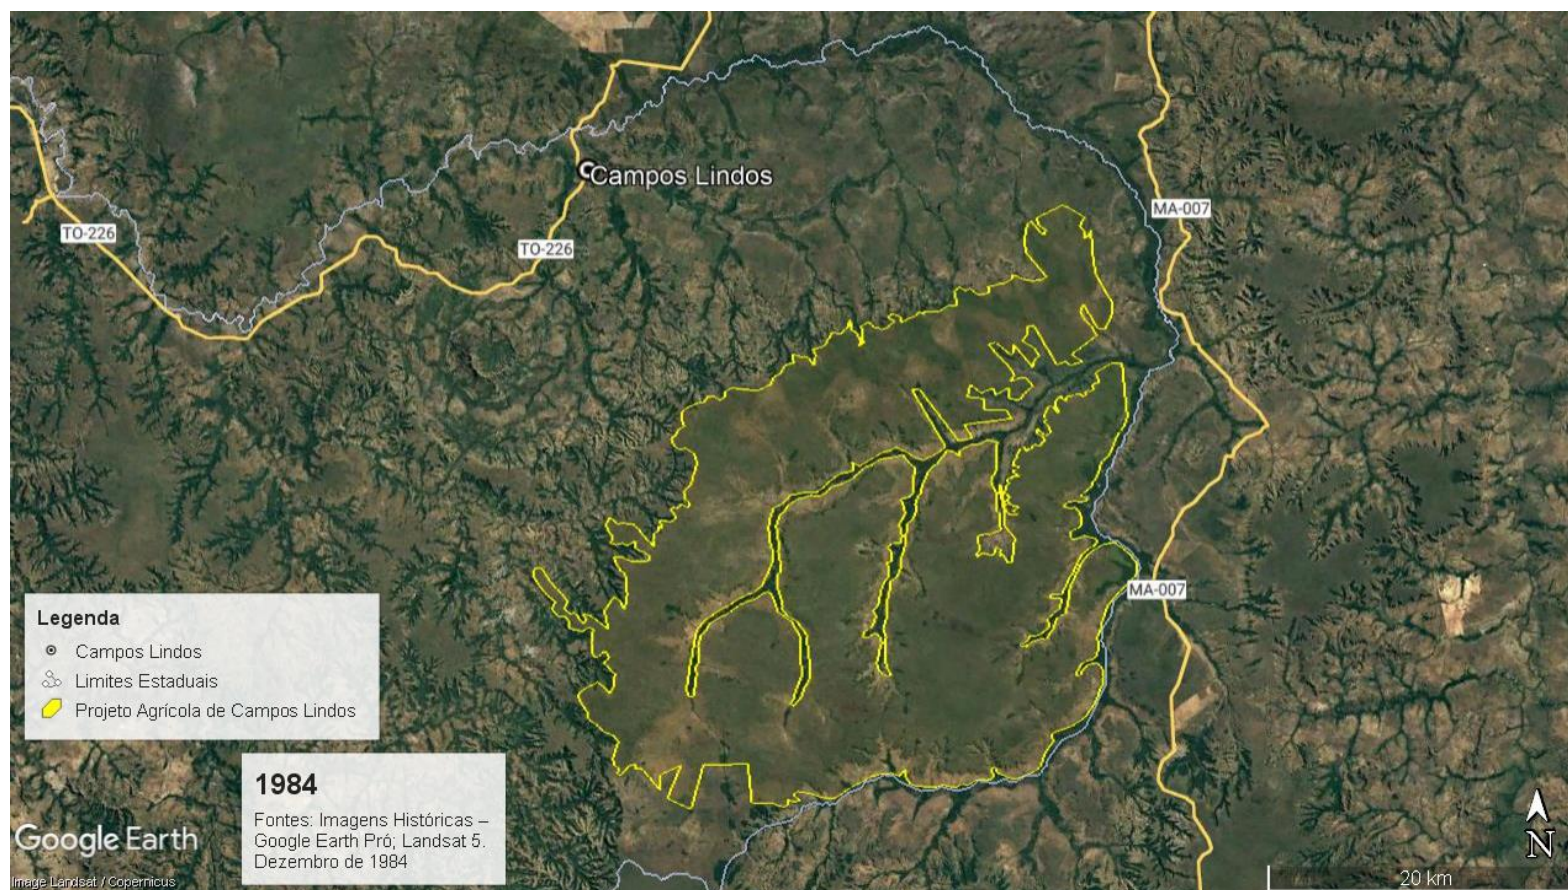 Campos Lindos
MA-007
TO-226
TO-226
MA-007
Legenda
Campos Lindos
Limites Estaduais
Projeto Agrícola de Campos Lindos
1984
Fontes: Imagens Históricas –
Google Earth Pró; Landsat 5.
Dezembro de 1984
Google Earth
Image Landsat / Copernicus
N
20 km